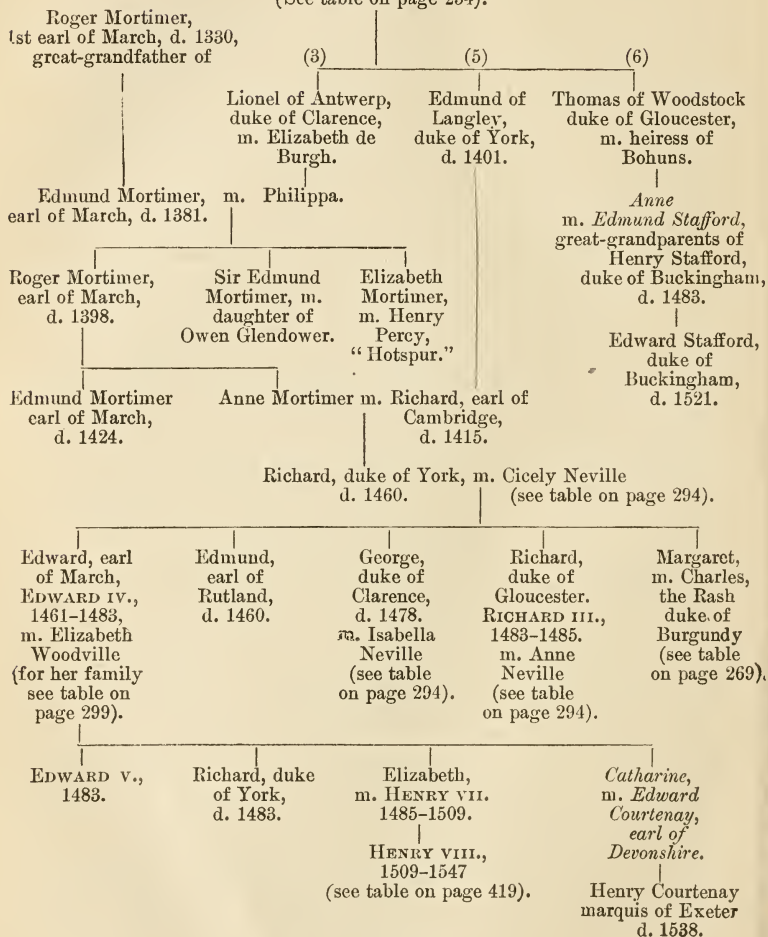 (See table on page 234).
Roger Mortimer,
1st earl of March, d. 1330,
great-grandfather of
(3)
(5)
(6)
Lionel of Antwerp,
duke of Clarence,
m. Elizabeth de
Burgh.
Edmund of
Langley,
duke of York,
d. 1401.
Thomas of Woodstock
duke of Gloucester,
m. heiress of
Bohuns.
Edmund Mortimer, m. Philippa.
earl of March, d. 1381.
Anne
m. Edmund Stafford,
great-grandparents of
Henry Stafford,
duke of Buckingham,
d. 1483.
Roger Mortimer,
earl of March,
d. 1398.
Sir Edmund
Mortimer, m.
daughter of
Owen Glendower.
Elizabeth
Mortimer,
m. Henry
Percy,
“Hotspur.”
Edward Stafford,
duke of
Buckingham,
d. 1521.
Edmund Mortimer
earl of March,
d. 1424.
Anne Mortimer m. Richard, earl of
Cambridge,
d. 1415.
Richard, duke of York, m. Cicely Neville
d. 1460. (see table on page 294).
Edward, earl
of March,
EDWARD IV.,
1461-1483,
m. Elizabeth
Woodville
(for her family
see table on
page 299).
Edmund,
earl of
Rutland,
d. 1460.
George,
duke of
Clarence,
d. 1478.
m. Isabella
Neville
(see table
on page 294).
Richard,
duke of
Gloucester.
RICHARD III.,
1483-1485.
m. Anne
Neville
(see table
on page 294).
Margaret,
m. Charles,
the Rash
duke of
Burgundy
(see table
on page 269).
EDWARD V.,
1483.
Richard, duke
of York,
d. 1483.
Elizabeth,
m. HENRY VII.
1485-1509.
HENRY VIII.,
1509-1547
(see table on page 419).
Catharine,
m. Edward
Courtenay,
earl of
Devonshire.
Henry Courtenay
marquis of Exeter
d. 1538.